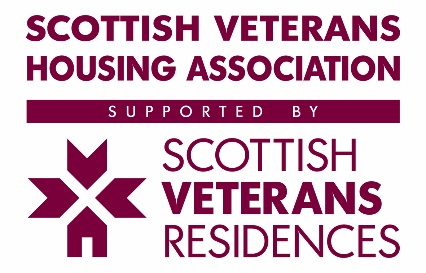 SCOTTISH VETERANS
HOUSING ASSOCIATION
SUPPORTED BY
SCOTTISH
VETERANS
RESIDENCES